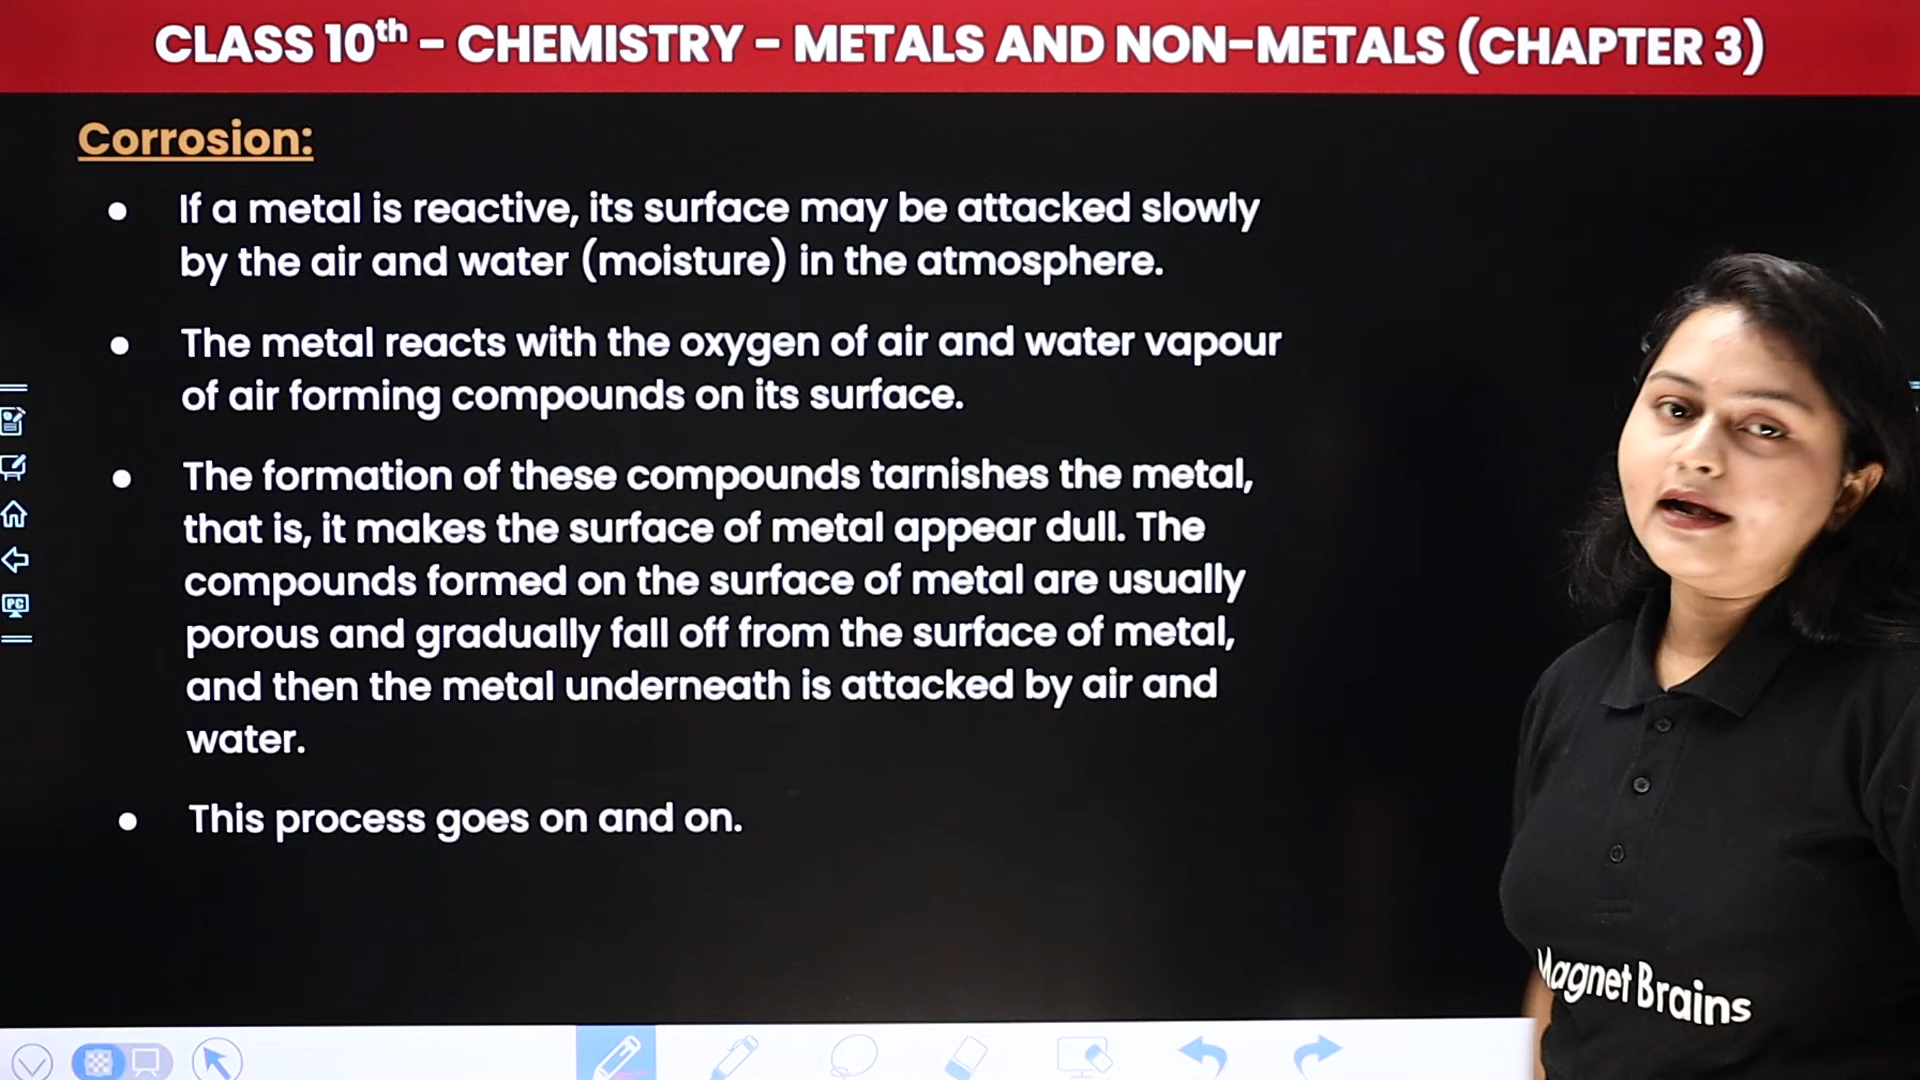 CLASS 10th - CHEMISTRY - METALS AND NON-METALS (CHAPTER 3)
Corrosion:
● If a metal is reactive, its surface may be attacked slowly
by the air and water (moisture) in the atmosphere.
● The metal reacts with the oxygen of air and water vapour
of air forming compounds on its surface.
● The formation of these compounds tarnishes the metal,
that is, it makes the surface of metal appear dull. The
compounds formed on the surface of metal are usually
porous and gradually fall off from the surface of metal,
and then the metal underneath is attacked by air and
water.
● This process goes on and on.
PC
Magnet Brains